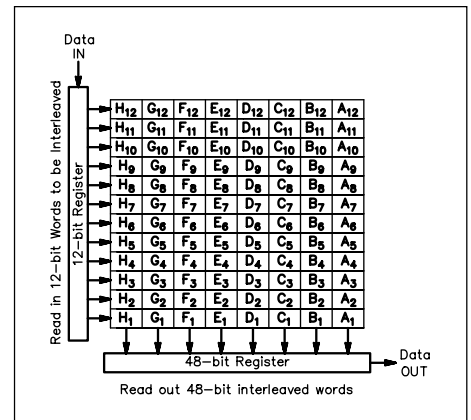 Data
IN
Read in 12-bit Words to be Interleaved
12-bit Register
H12 G12 F12 E12 D12 C12 B12 A12
H11 G11 F11 E11 D11 C11 B11 A11
H10 G10 F10 E10 D10 C10 B10 A10
H9 G9 F9 E9 D9 C9 B9 A9
H8 G8 F8 E8 D8 C8 B8 A8
H7 G7 F7 E7 D7 C7 B7 A7
H6 G6 F6 E6 D6 C6 B6 A6
H5 G5 F5 E5 D5 C5 B5 A5
H4 G4 F4 E4 D4 C4 B4 A4
H3 G3 F3 E3 D3 C3 B3 A3
H2 G2 F2 E2 D2 C2 B2 A2
H1 G1 F1 E1 D1 C1 B1 A1
48-bit Register
Data
OUT
Read out 48-bit interleaved words